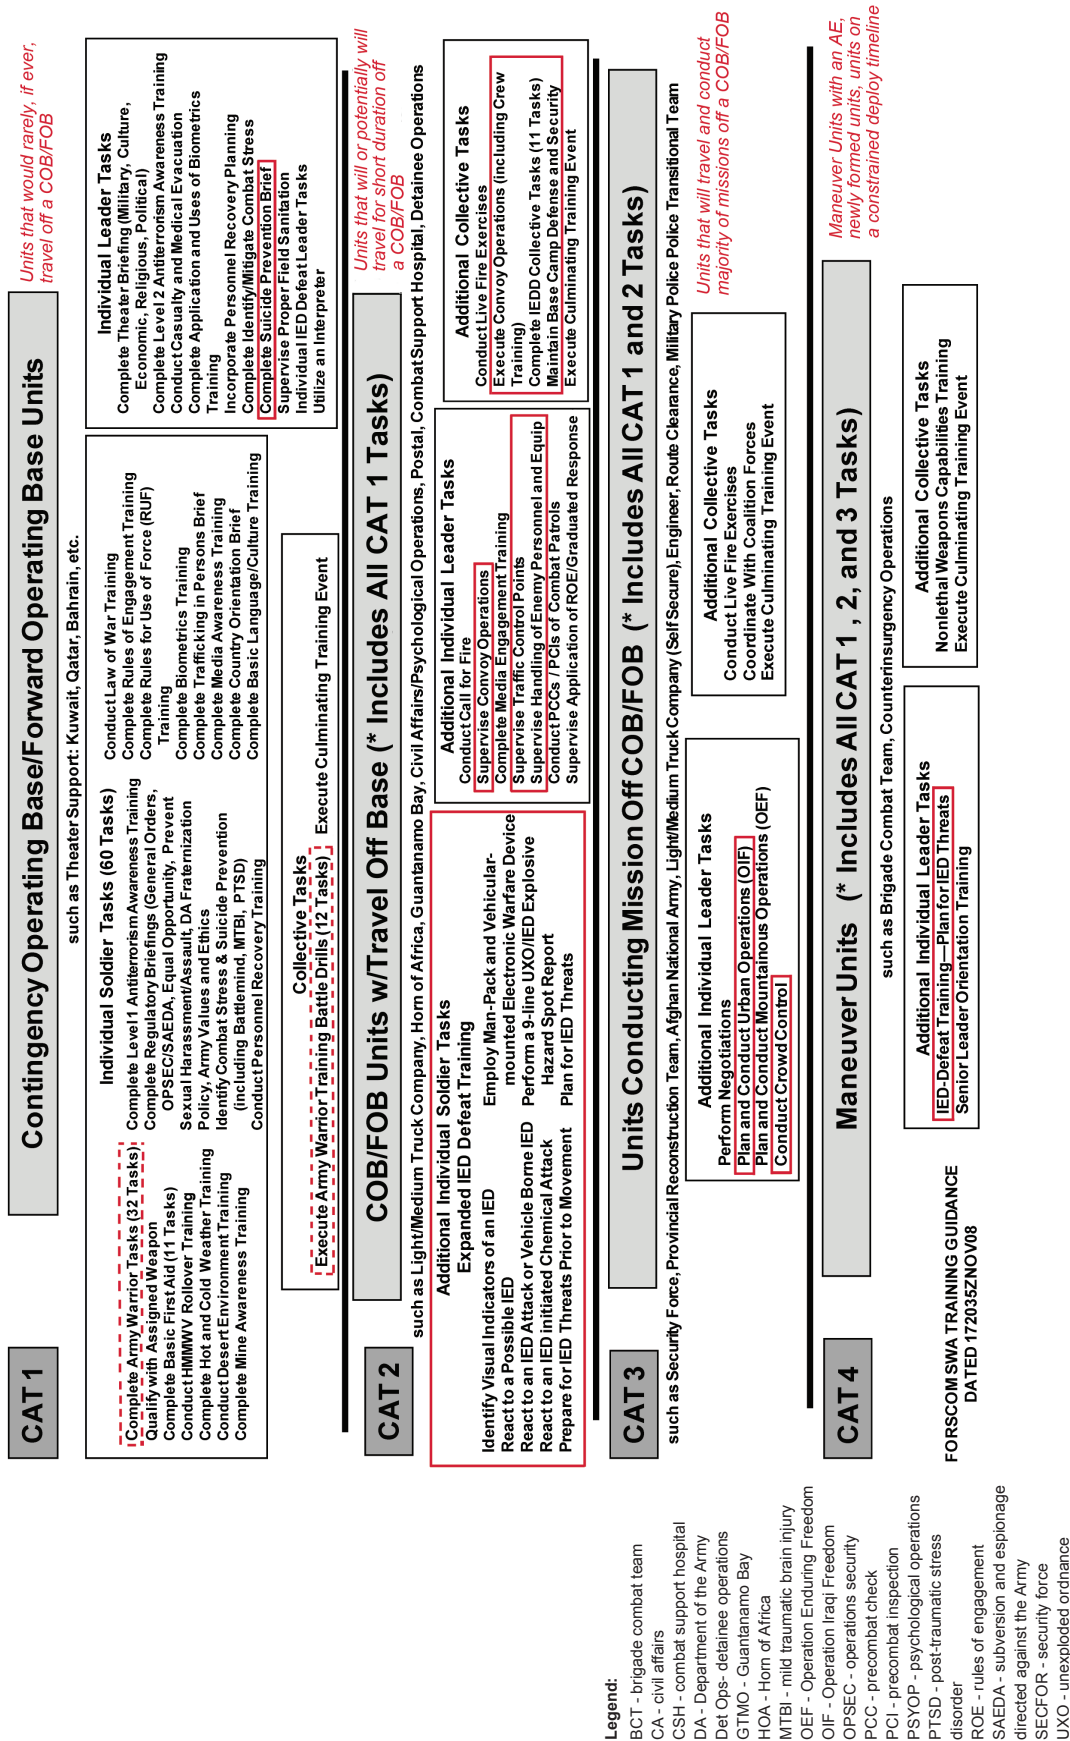 CAT 1
Contingency Operating Base/Forward Operating Base Units
Units that would rarely, if ever,
travel off a COB/FOB
such as Theater Support: Kuwait, Qatar, Bahrain, etc.
Individual Soldier Tasks (60 Tasks)
Complete Army Warrior Tasks (32 Tasks)
Qualify with Assigned Weapon
Complete Basic First Aid (11 Tasks)
Conduct HMMWV Rollover Training
Complete Hot and Cold Weather Training
Conduct Desert Environment Training
Complete Mine Awareness Training
Complete Level 1 Antiterrorism Awareness Training
Complete Regulatory Briefings (General Orders,
OPSEC/SAEDA, Equal Opportunity, Prevent
Sexual Harassment/Assault, DA Fraternization
Policy, Army Values and Ethics
Identify Combat Stress & Suicide Prevention
(including Battlemind, MTBI, PTSD)
Conduct Personnel Recovery Training
Conduct Law of War Training
Complete Rules of Engagement Training
Complete Rules for Use of Force (RUF)
Training
Complete Biometrics Training
Complete Trafficking in Persons Brief
Complete Media Awareness Training
Complete Country Orientation Brief
Complete Basic Language/Culture Training
Individual Leader Tasks
Complete Theater Briefing (Military, Culture,
Economic, Religious, Political)
Complete Level 2 Antiterrorism Awareness Training
Conduct Casualty and Medical Evacuation
Complete Application and Uses of Biometrics
Training
Incorporate Personnel Recovery Planning
Complete Identify/Mitigate Combat Stress
Complete Suicide Prevention Brief
Supervise Proper Field Sanitation
Individual IED Defeat Leader Tasks
Utilize an Interpreter
Collective Tasks
Execute Army Warrior Training Battle Drills (12 Tasks)
Execute Culminating Training Event
CAT 2
COB/FOB Units w/Travel Off Base (* Includes All CAT 1 Tasks)
Units that will or potentially will
travel for short duration off
a COB/FOB
such as Light/Medium Truck Company, Horn of Africa, Guantanamo Bay, Civil Affairs/Psychological Operations, Postal, Combat Support Hospital, Detainee Operations
Additional Individual Soldier Tasks
Expanded IED Defeat Training
Identify Visual Indicators of an IED
React to a Possible IED
React to an IED Attack or Vehicle Borne IED
React to an IED initiated Chemical Attack
Prepare for IED Threats Prior to Movement
Employ Man-Pack and Vehicular-
mounted Electronic Warfare Device
Perform a 9-line UXO/IED Explosive
Hazard Spot Report
Plan for IED Threats
Additional Individual Leader Tasks
Conduct Call for Fire
Supervise Convoy Operations
Complete Media Engagement Training
Supervise Traffic Control Points
Supervise Handling of Enemy Personnel and Equip
Conduct PCCs / PCIs of Combat Patrols
Supervise Application of ROE/Graduated Response
Additional Collective Tasks
Conduct Live Fire Exercises
Execute Convoy Operations (including Crew
Training)
Complete IEDD Collective Tasks (11 Tasks)
Maintain Base Camp Defense and Security
Execute Culminating Training Event
CAT 3
Units Conducting Mission Off COB/FOB (* Includes All CAT 1 and 2 Tasks)
such as Security Force, Provincial Reconstruction Team, Afghan National Army, Light/Medium Truck Company (Self Secure), Engineer, Route Clearance, Military Police Transitional Team
Units that will travel and conduct
majority of missions off a COB/FOB
Additional Individual Leader Tasks
Perform Negotiations
Plan and Conduct Urban Operations (OIF)
Plan and Conduct Mountainous Operations (OEF)
Conduct Crowd Control
Additional Collective Tasks
Conduct Live Fire Exercises
Coordinate With Coalition Forces
Execute Culminating Training Event
CAT 4
Maneuver Units (* Includes All CAT 1 , 2, and 3 Tasks)
Maneuver Units with an AE,
newly formed units, units on
a constrained deploy timeline
such as Brigade Combat Team, Counterinsurgency Operations
Additional Individual Leader Tasks
IED-Defeat Training—Plan for IED Threats
Senior Leader Orientation Training
Additional Collective Tasks
Nonlethal Weapons Capabilities Training
Execute Culminating Training Event
FORSCOM SWA TRAINING GUIDANCE
DATED 172035ZNOV08
Legend:
BCT - brigade combat team
CA - civil affairs
CSH - combat support hospital
DA - Department of the Army
Det Ops- detainee operations
GTMO - Guantanamo Bay
HOA - Horn of Africa
MTBI - mild traumatic brain injury
OEF - Operation Enduring Freedom
OIF - Operation Iraqi Freedom
OPSEC - operations security
PCC - precombat check
PCI - precombat inspection
PSYOP - psychological operations
PTSD - post-traumatic stress
disorder
ROE - rules of engagement
SAEDA - subversion and espionage
directed against the Army
SECFOR - security force
UXO - unexploded ordnance